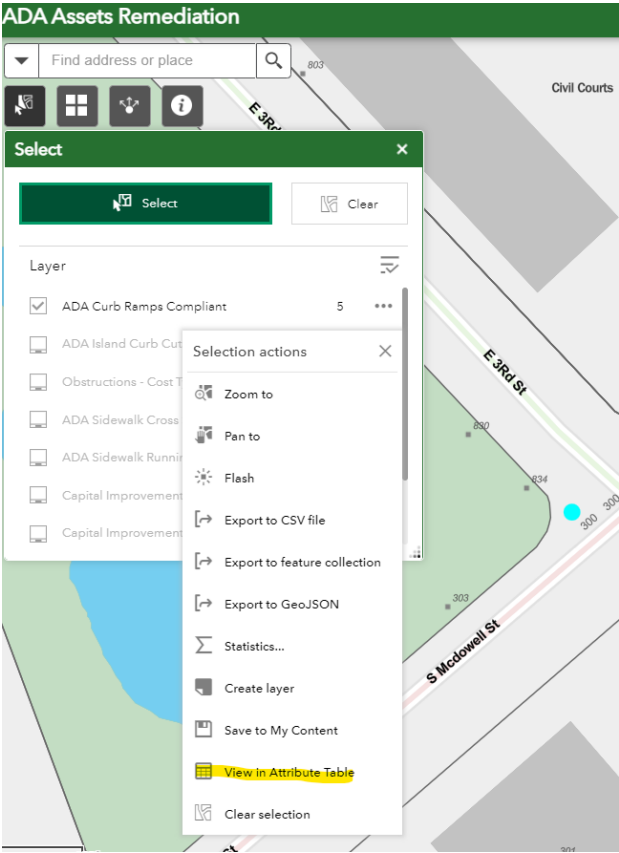 ADA Assets Remediation
Find address or place
803
Civil Courts
E 3Rd
Select
Select
Clear
Layer
ADA Curb Ramps Compliant 5
ADA Island Curb Cut
Selection actions
E 3Rd St
Obstructions - Cost T
Zoom to
ADA Sidewalk Cross
830
Pan to
ADA Sidewalk Runnin
Flash
834
Capital Improvement
300
300
Export to CSV file
Capital Improvement
Export to feature collection
Export to GeoJSON
303
Statistics...
S Mcdowell St
Create layer
Save to My Content
View in Attribute Table
Clear selection
301